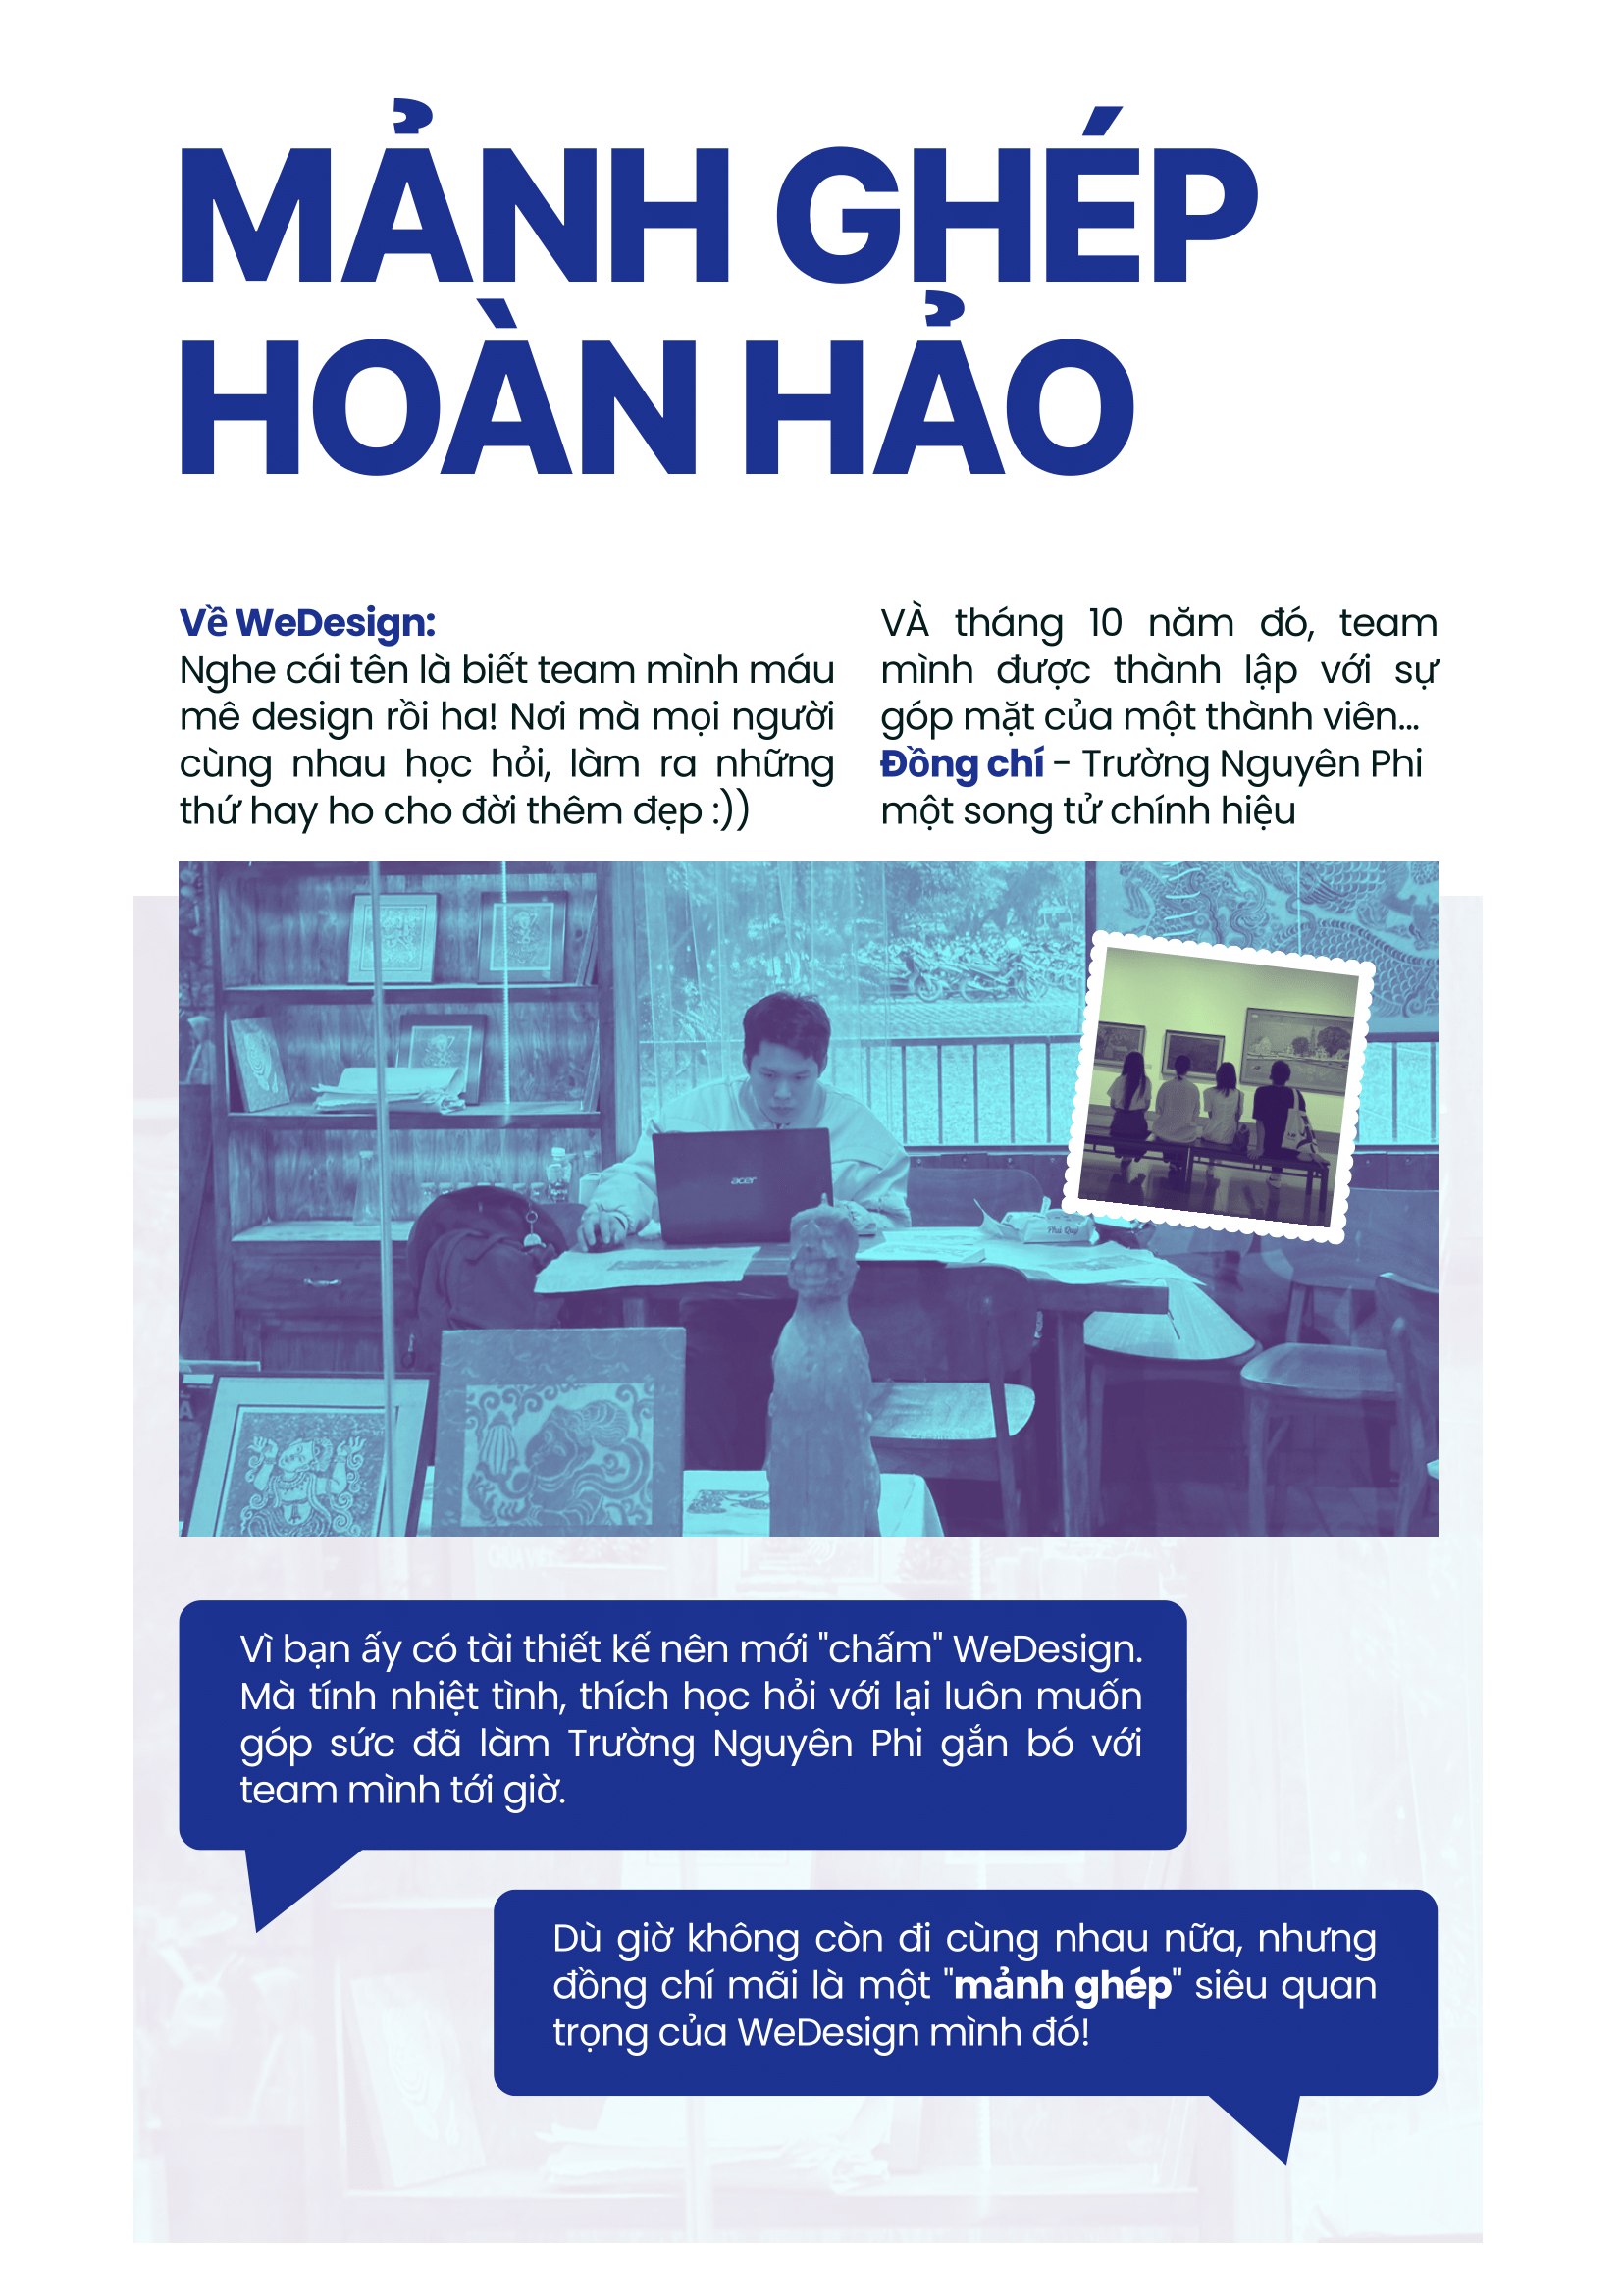 MẢNH GHÉP
HOÀN HẢO
Về WeDesign:
Nghe cái tên là biết team mình máu
mê design rồi ha! Nơi mà mọi người
cùng nhau học hỏi, làm ra những
thứ hay ho cho đời thêm đẹp :))
VÀ tháng 10 năm đó, team
mình được thành lập với sự
góp mặt của một thành viên...
Đồng chí - Trường Nguyên Phi
một song tử chính hiệu
acer
Phú Quý
Vì bạn ấy có tài thiết kế nên mới "chấm" WeDesign.
Mà tính nhiệt tình, thích học hỏi với lại luôn muốn
góp sức đã làm Trường Nguyên Phi gắn bó với
team mình tới giờ.
Dù giờ không còn đi cùng nhau nữa, nhưng
đồng chí mãi là một "mảnh ghép" siêu quan
trọng của WeDesign mình đó!